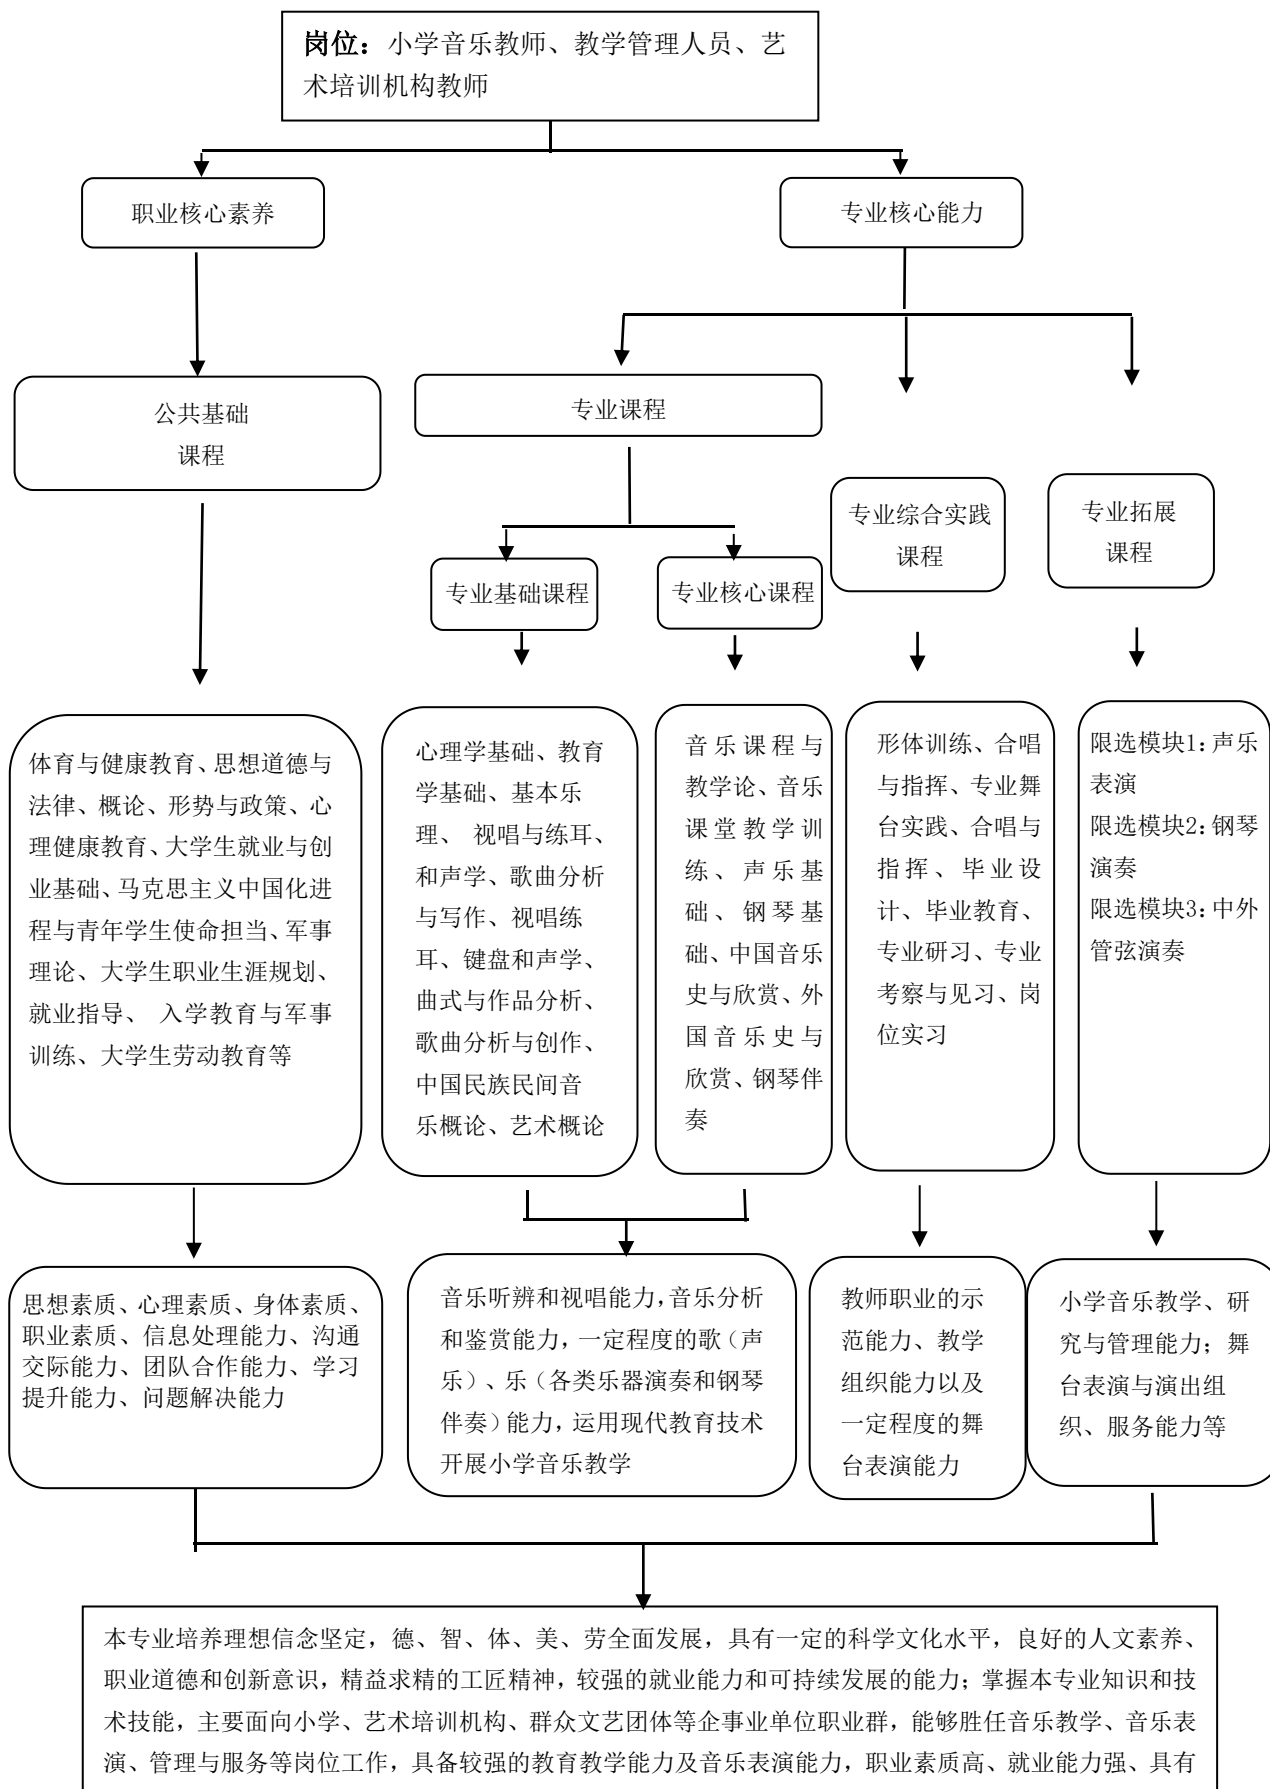 岗位：小学音乐教师、教学管理人员、艺
术培训机构教师
职业核心素养
专业核心能力
公共基础
课程
专业课程
专业综合实践
课程
专业拓展
课程
专业基础课程
专业核心课程
体育与健康教育、思想道德与
法律、概论、形势与政策、心
理健康教育、大学生就业与创
业基础、马克思主义中国化进
程与青年学生使命担当、军事
理论、大学生职业生涯规划、
就业指导、 入学教育与军事
训练、大学生劳动教育等
心理学基础、教育
学基础、基本乐
理、 视唱与练耳、
和声学、歌曲分析
与写作、视唱练
耳、键盘和声学、
曲式与作品分析、
歌曲分析与创作、
中国民族民间音
乐概论、艺术概论
音乐课程与
教学论、音乐
课堂教学训
练、声乐基
础、钢琴基
础、中国音乐
史与欣赏、外
国音乐史与
欣赏、钢琴伴
奏
形体训练、合唱
与指挥、专业舞
台实践、合唱与
指挥、毕业设
计、毕业教育、
专业研习、专业
考察与见习、岗
位实习
限选模块1：声乐
表演
限选模块2：钢琴
演奏
限选模块3：中外
管弦演奏
思想素质、心理素质、身体素质、
职业素质、信息处理能力、沟通
交际能力、团队合作能力、学习
提升能力、问题解决能力
音乐听辨和视唱能力，音乐分析
和鉴赏能力，一定程度的歌（声
乐）、乐（各类乐器演奏和钢琴
伴奏）能力，运用现代教育技术
开展小学音乐教学
教师职业的示
范能力、教学
组织能力以及
一定程度的舞
台表演能力
小学音乐教学、研
究与管理能力；舞
台表演与演出组
织、服务能力等
本专业培养理想信念坚定，德、智、体、美、劳全面发展，具有一定的科学文化水平，良好的人文素养、
职业道德和创新意识，精益求精的工匠精神，较强的就业能力和可持续发展的能力；掌握本专业知识和技
术技能，主要面向小学、艺术培训机构、群众文艺团体等企事业单位职业群，能够胜任音乐教学、音乐表
演、管理与服务等岗位工作，具备较强的教育教学能力及音乐表演能力，职业素质高、就业能力强、具有